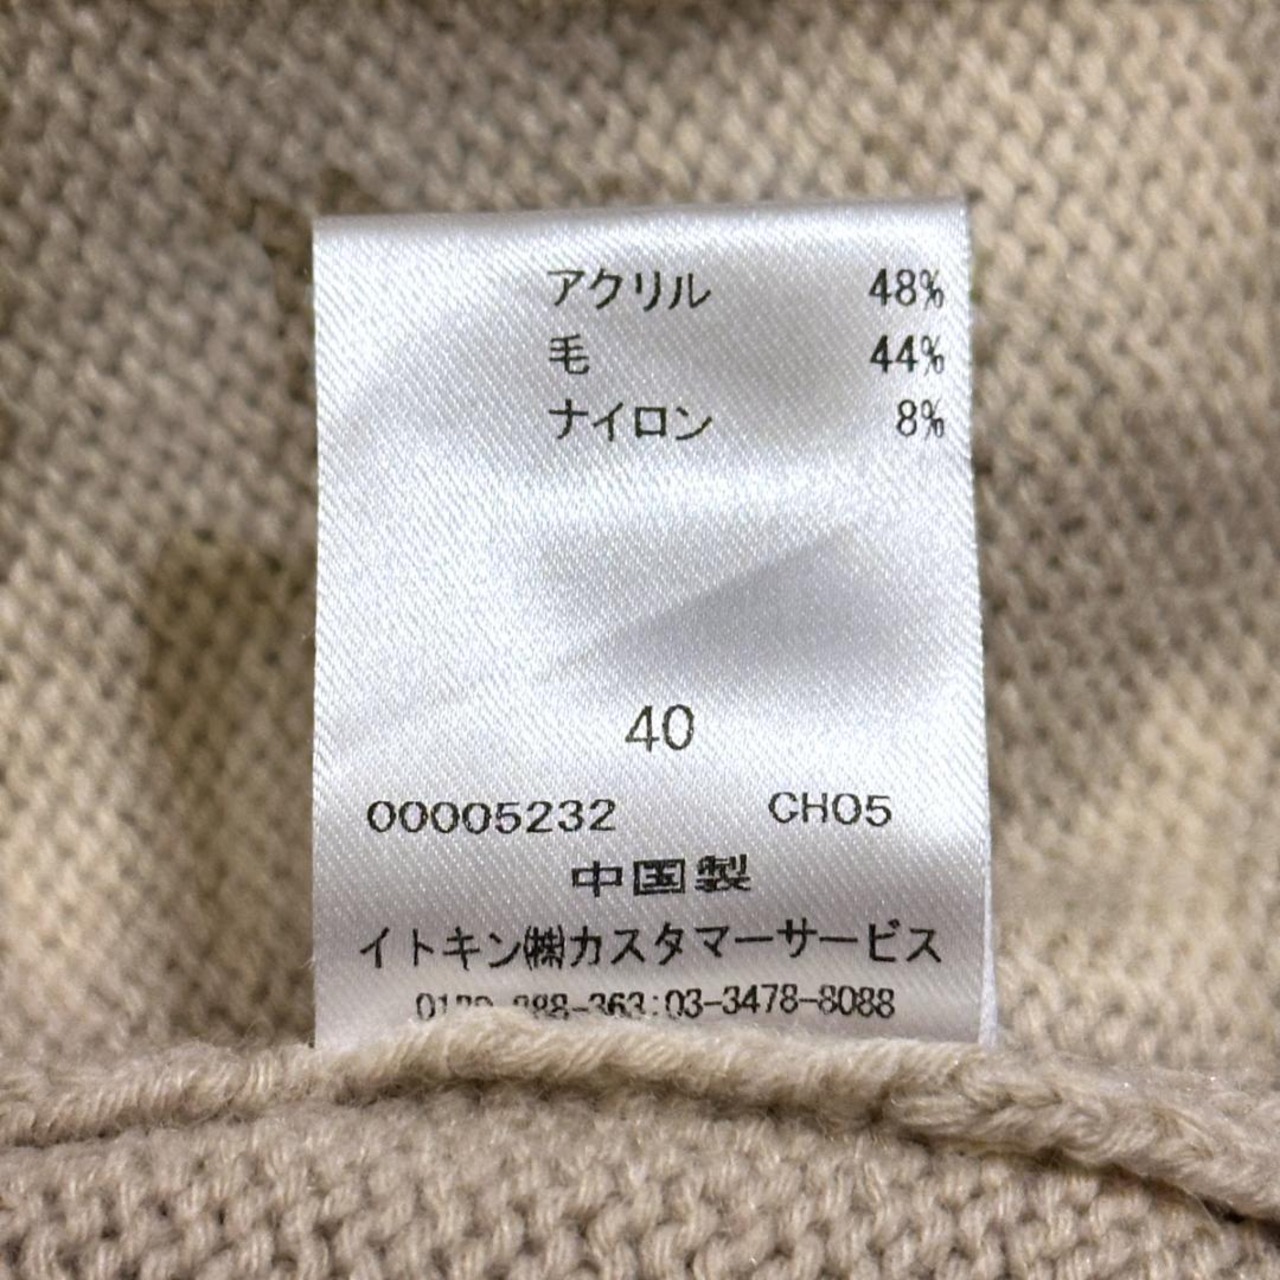 アクリル 48%
毛 44%
ナイロン 8%
40
00005232 CH05
中国製
イトキン㈱カスタマーサービス
-363:03-3478-8088